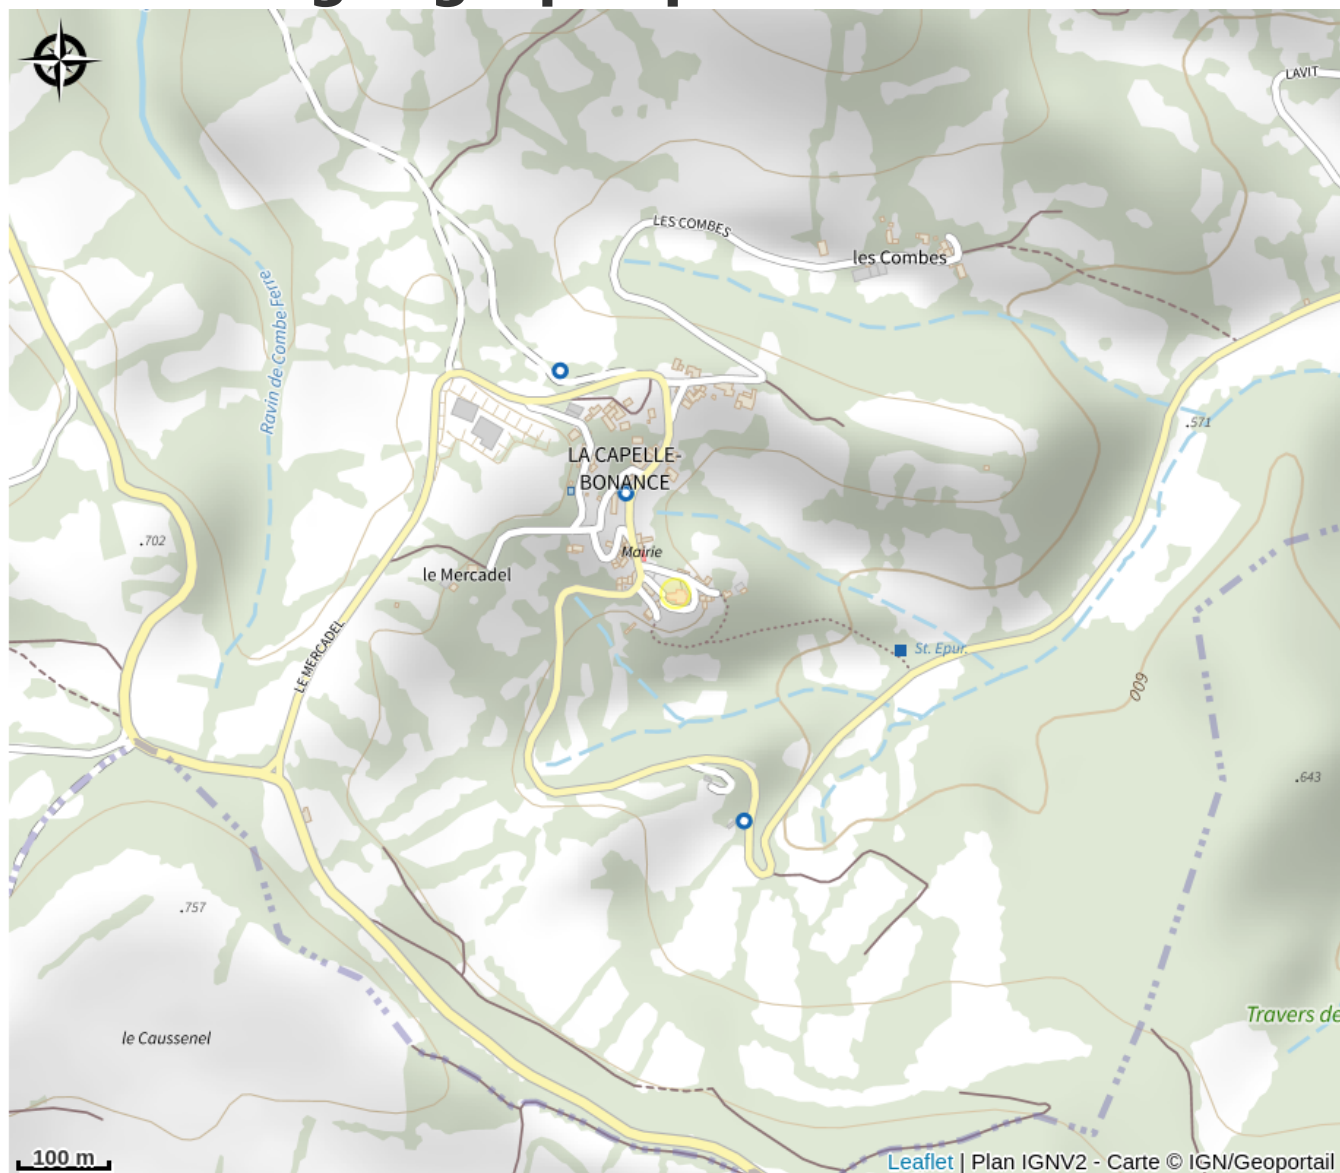 LAVIT
LES COMBES
les Combes
Ravin de Combe Ferre
.571
LA CAPELLE-
BONANCE
.702
Mairie
le Mercadel
LE MERCADEL
St. Epur.
600
.643
.757
Travers de
le Caussenel
100 m
Leaflet | Plan IGNV2 - Carte © IGN/Geoportail